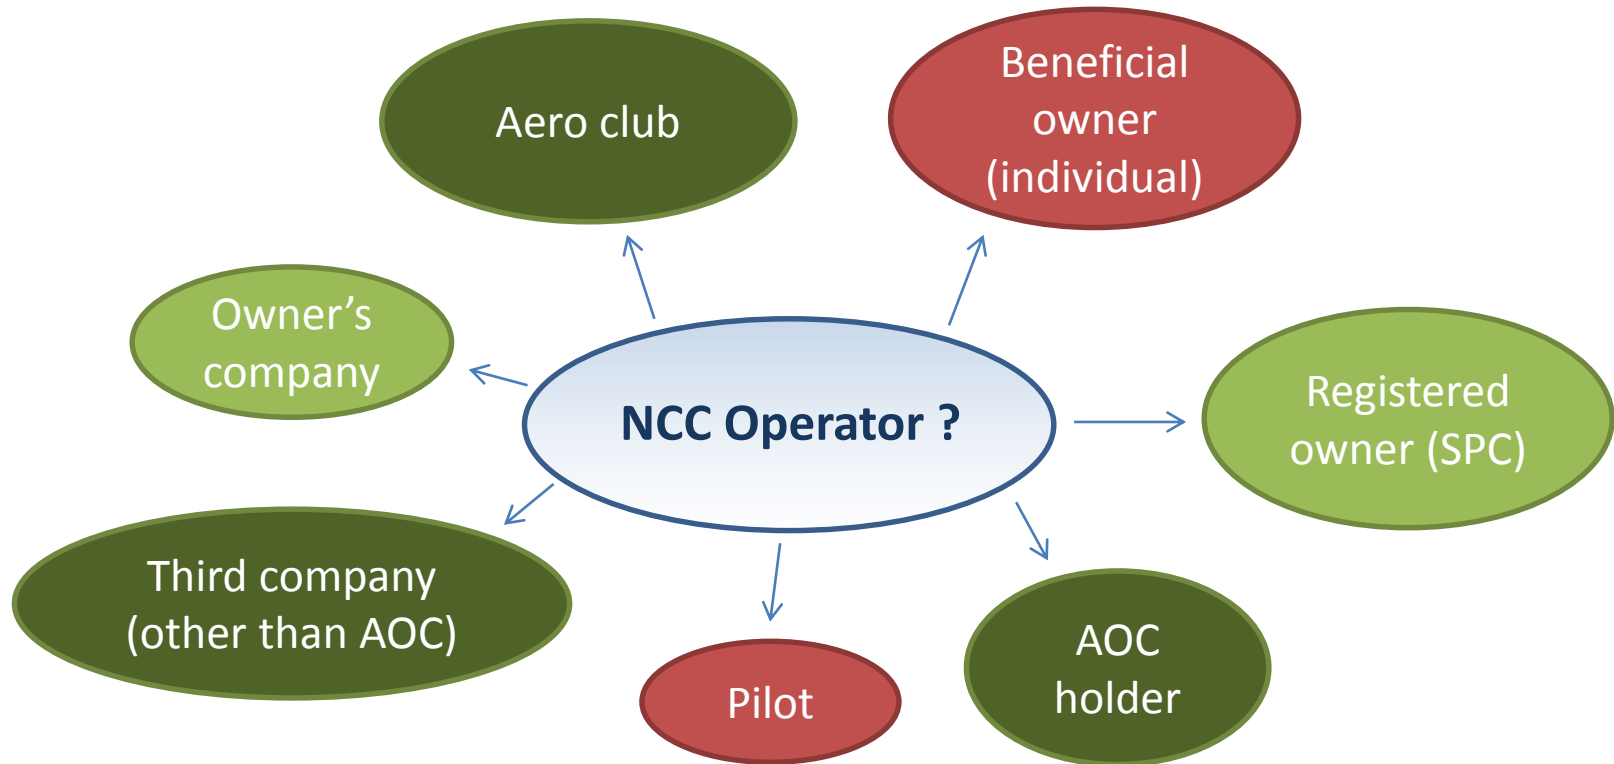 Aero club
Beneficial
owner
(individual)
Owner’s
company
NCC Operator ?
Registered
owner (SPC)
Third company
(other than AOC)
Pilot
AOC
holder